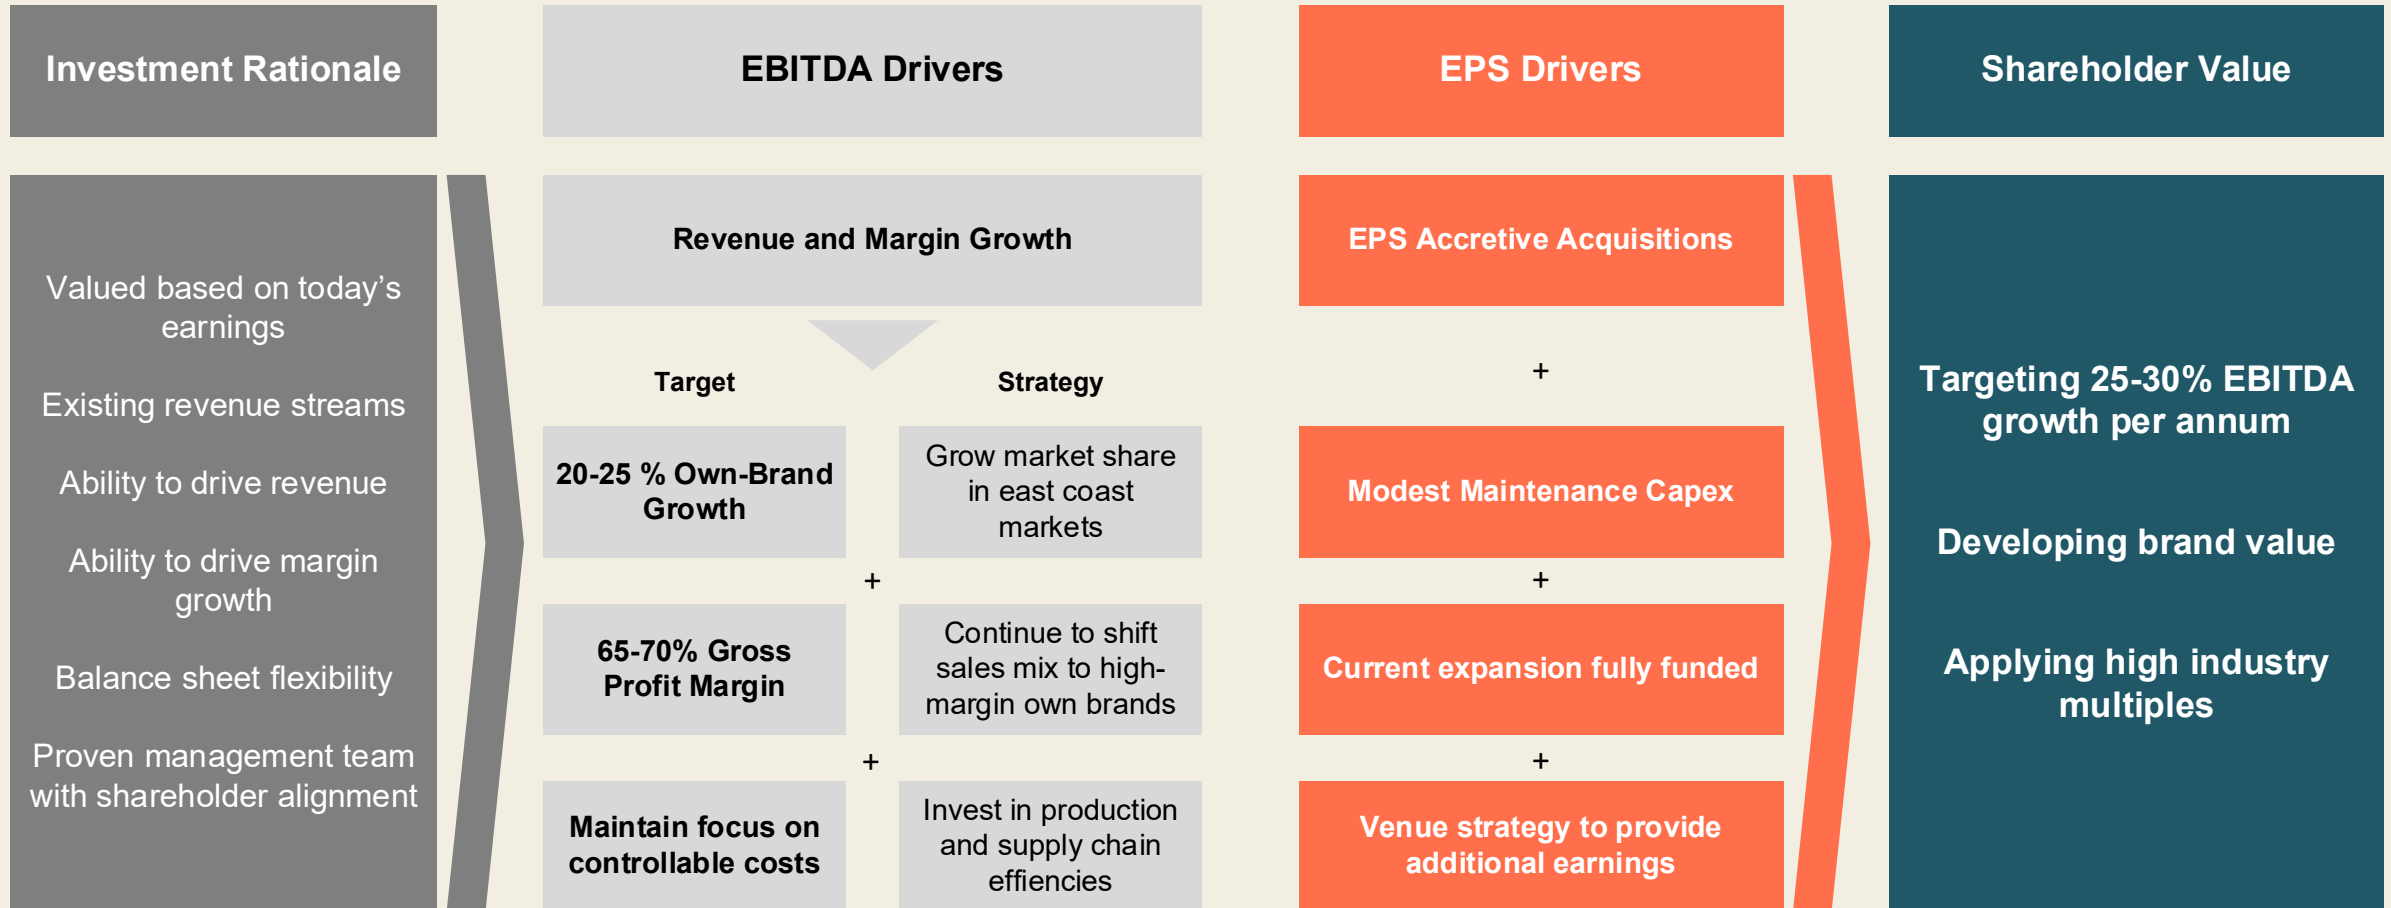 Investment Rationale
EBITDA Drivers
EPS Drivers
Shareholder Value
Valued based on today’s
earnings
Existing revenue streams
Ability to drive revenue
Ability to drive margin
growth
Balance sheet flexibility
Proven management team
with shareholder alignment
Revenue and Margin Growth
Target
Strategy
20-25 % Own-Brand
Growth
Grow market share
in east coast
markets
+
65-70% Gross
Profit Margin
Continue to shift
sales mix to high-
margin own brands
+
Maintain focus on
controllable costs
Invest in production
and supply chain
effiencies
EPS Accretive Acquisitions
+
Modest Maintenance Capex
+
Current expansion fully funded
+
Venue strategy to provide
additional earnings
Targeting 25-30% EBITDA
growth per annum
Developing brand value
Applying high industry
multiples